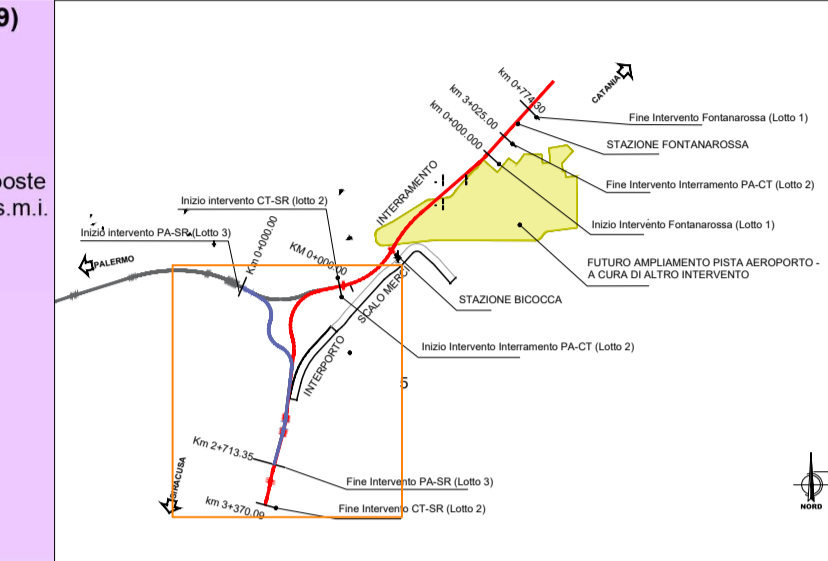 9)
poste
s.m.i.
km 0+774.30
CATANIA
km 3+025.00
Fine Intervento Fontanarossa (Lotto 1)
km 0+000.000
STAZIONE FONTANAROSSA
INTERRAMENTO
Fine Intervento Interramento PA-CT (Lotto 2)
Inizio intervento CT-SR (lotto 2)
Inizio Intervento Fontanarossa (Lotto 1)
Inizio intervento PA-SR (Lotto 3)
Km 0+000.00
KM 0+000.00
PALERMO
FUTURO AMPLIAMENTO PISTA AEROPORTO -
A CURA DI ALTRO INTERVENTO
SCALO MERCI
STAZIONE BICOCCA
Inizio Intervento Interramento PA-CT (Lotto 2)
INTERPORTO
5
Km 2+713.35
SIRACUSA
Fine Intervento PA-SR (Lotto 3)
km 3+370.09
Fine Intervento CT-SR (Lotto 2)
NORD